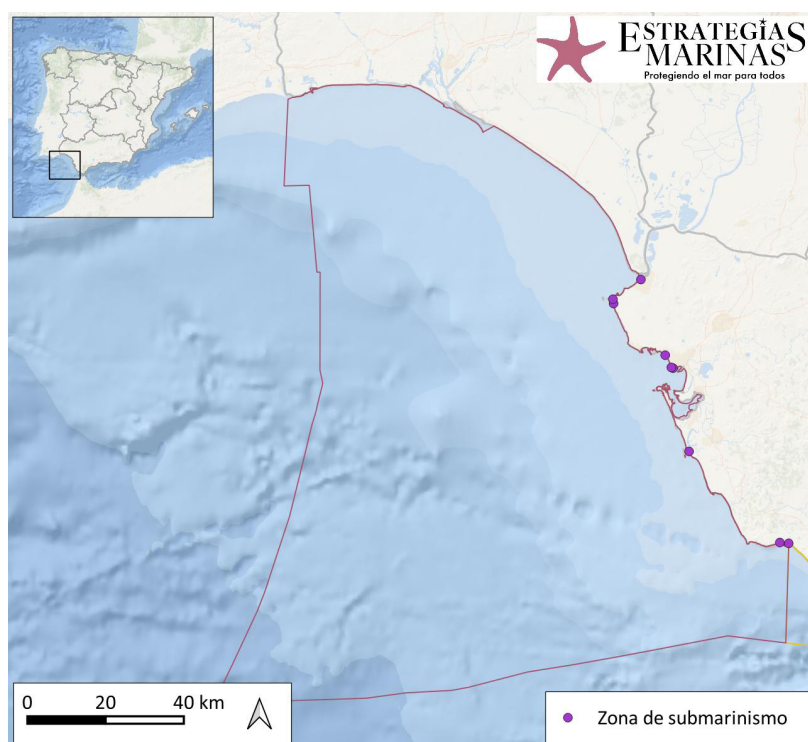 ESTRATEGIAS
MARINAS
Protegiendo el mar para todos
0 20 40 km
Zona de submarinismo